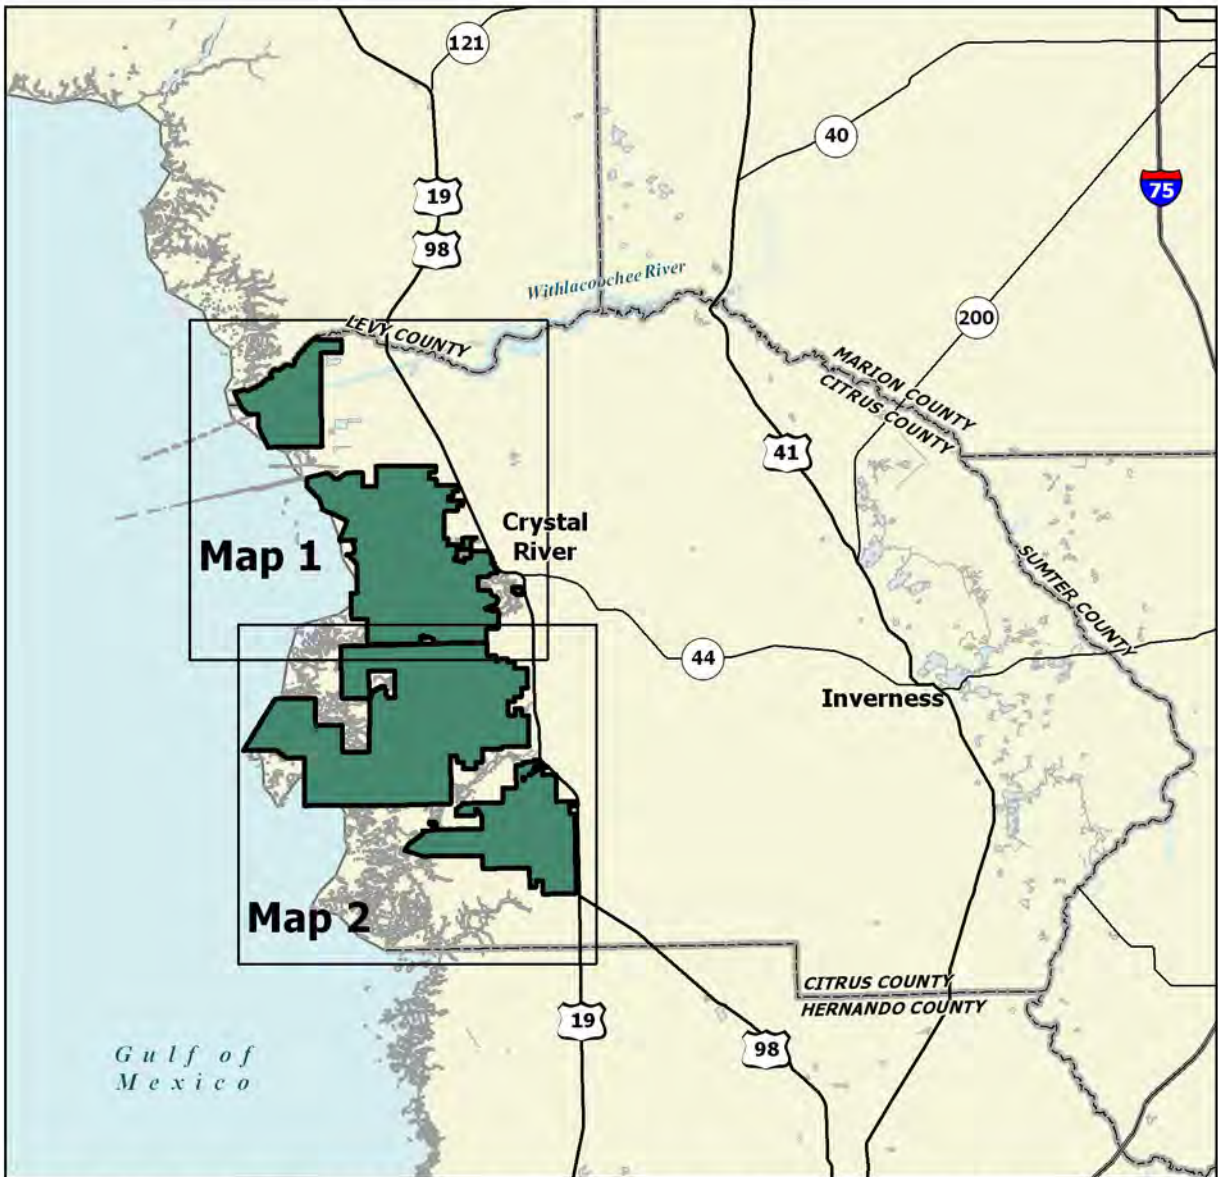 121
40
19
75
98
Withlacoochee River
200
LEVY COUNTY
MARION COUNTY
CITRUS COUNTY
41
Crystal
River
Map 1
SUMTER COUNTY
44
Inverness
Map 2
CITRUS COUNTY
HERNANDO COUNTY
19
98
Gulf of
Mexico